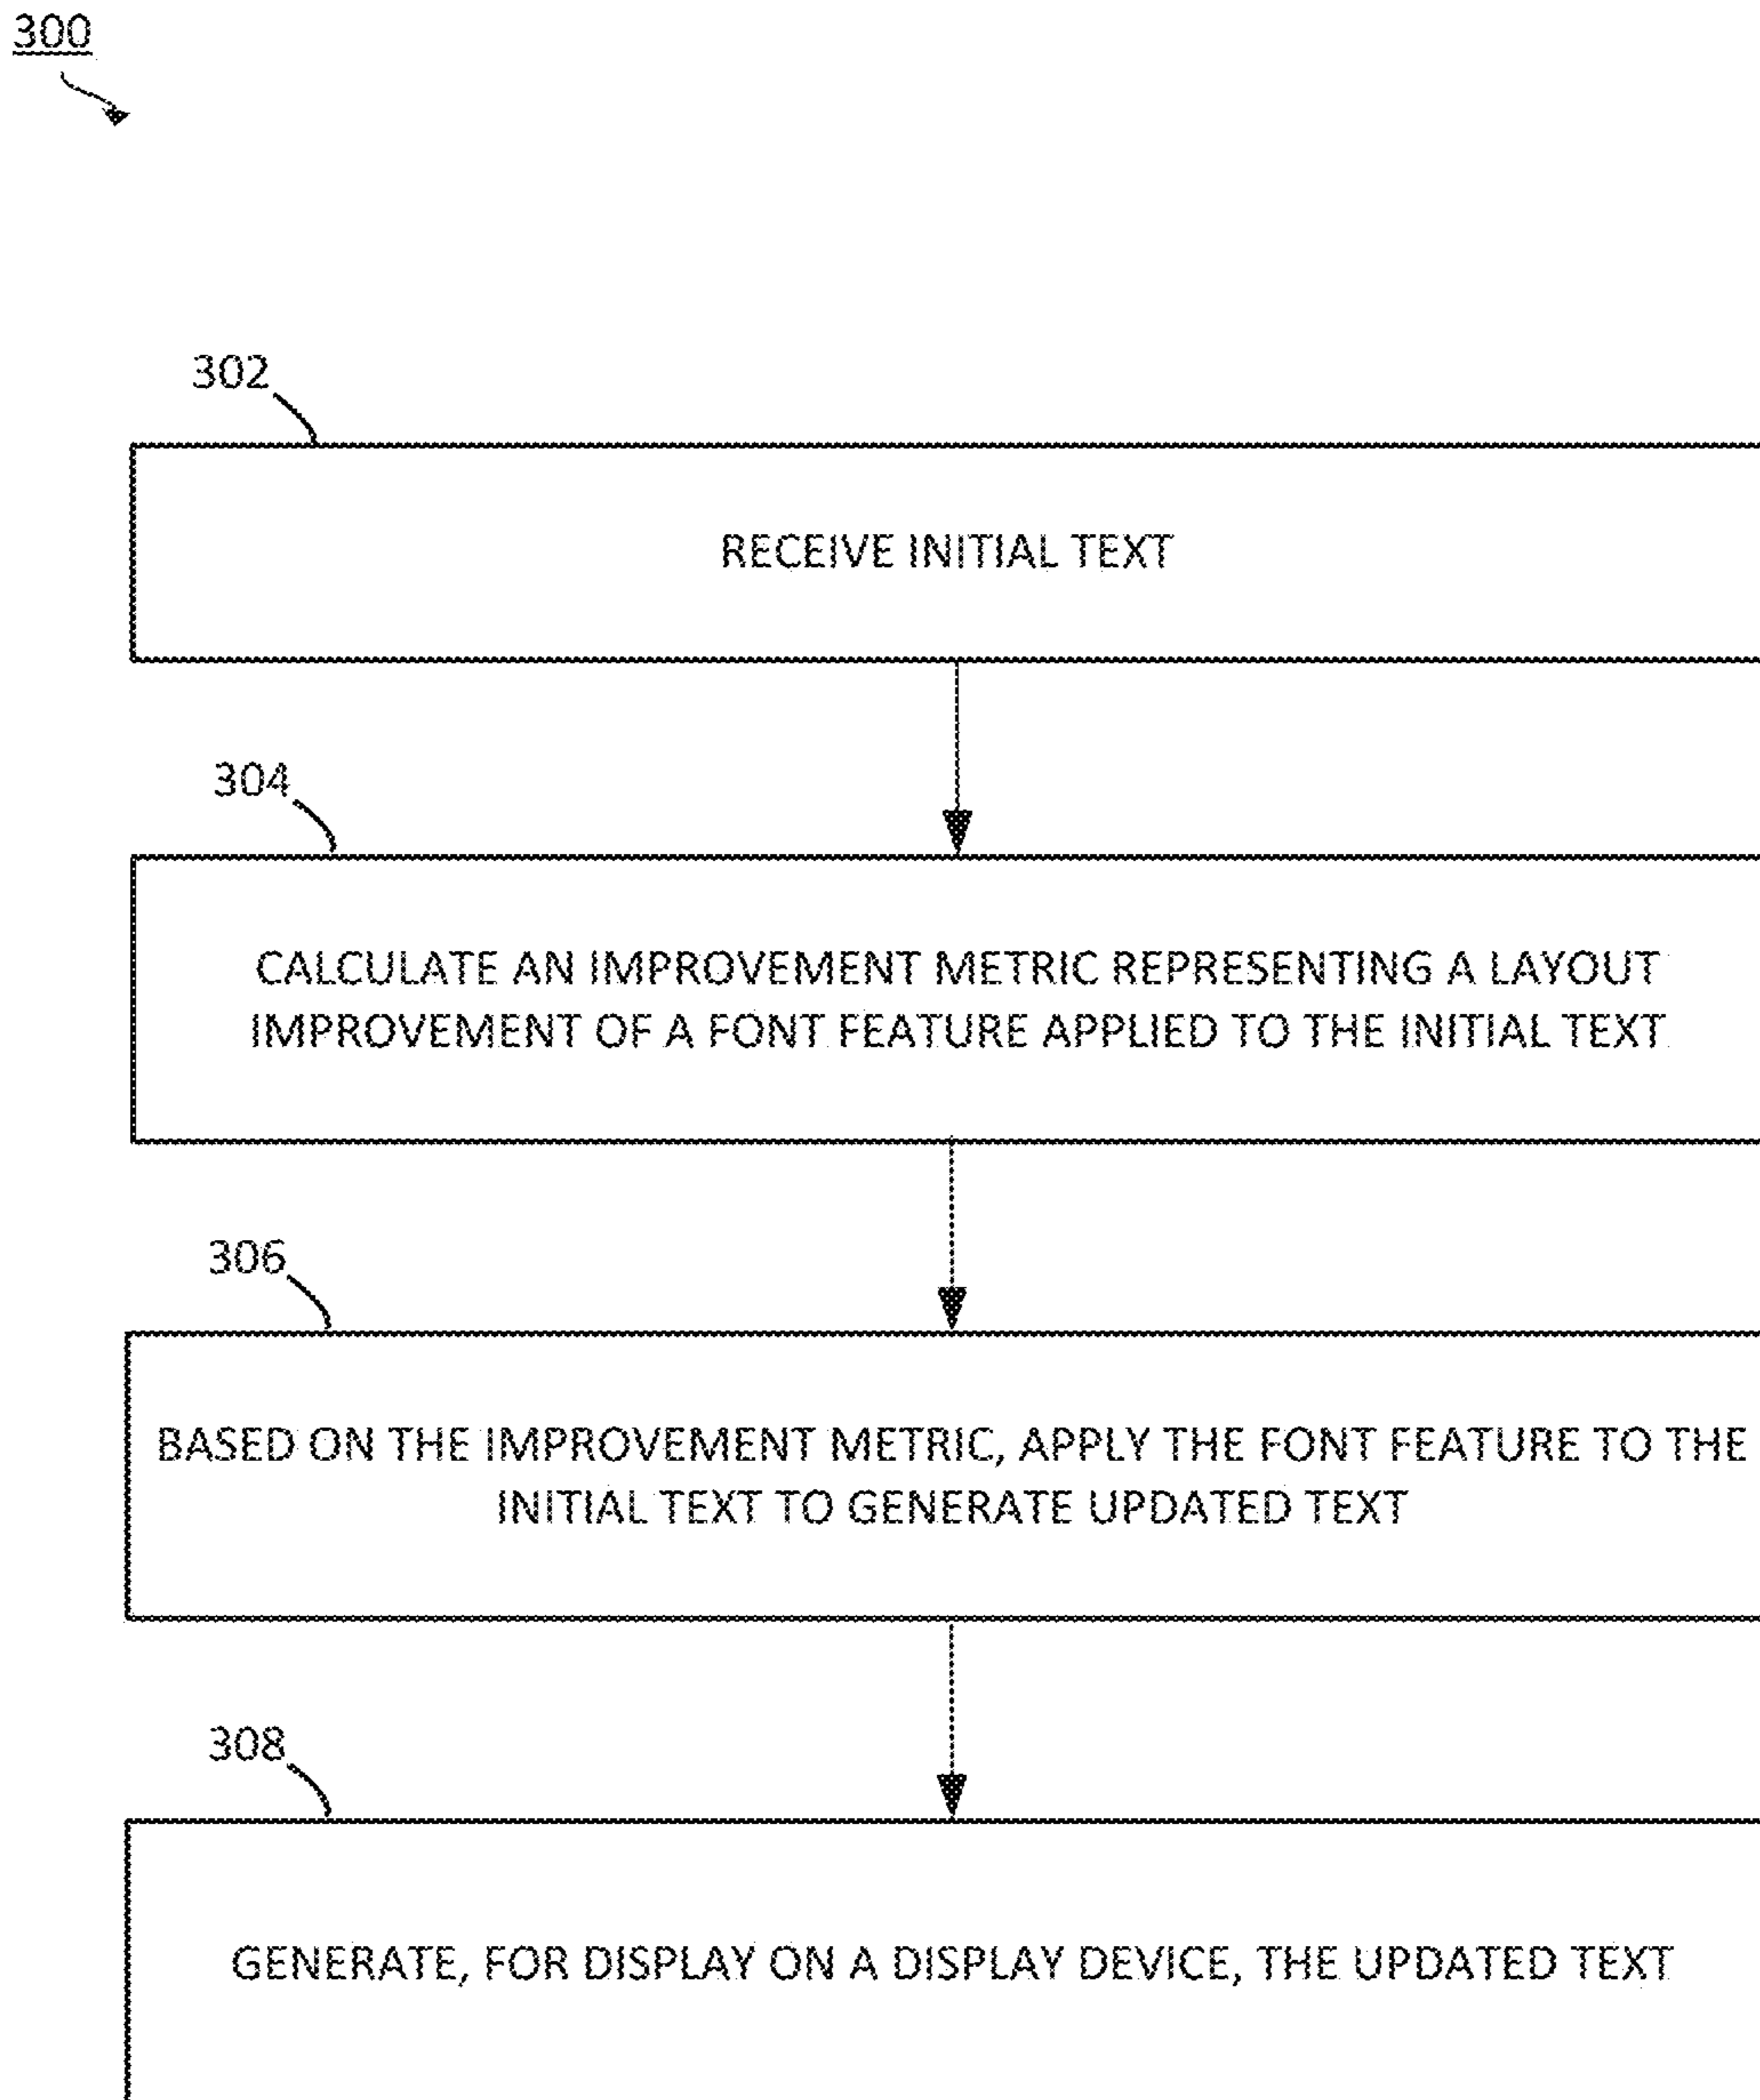 300
302
RECEIVE INITIAL TEXT
304
CALCULATE AN IMPROVEMENT METRIC REPRESENTING A LAYOUT
IMPROVEMENT OF A FONT FEATURE APPLIED TO THE INITIAL TEXT
306
BASED ON THE IMPROVEMENT METRIC, APPLY THE FONT FEATURE TO THE
INITIAL TEXT TO GENERATE UPDATED TEXT
308
GENERATE, FOR DISPLAY ON A DISPLAY DEVICE, THE UPDATED TEXT